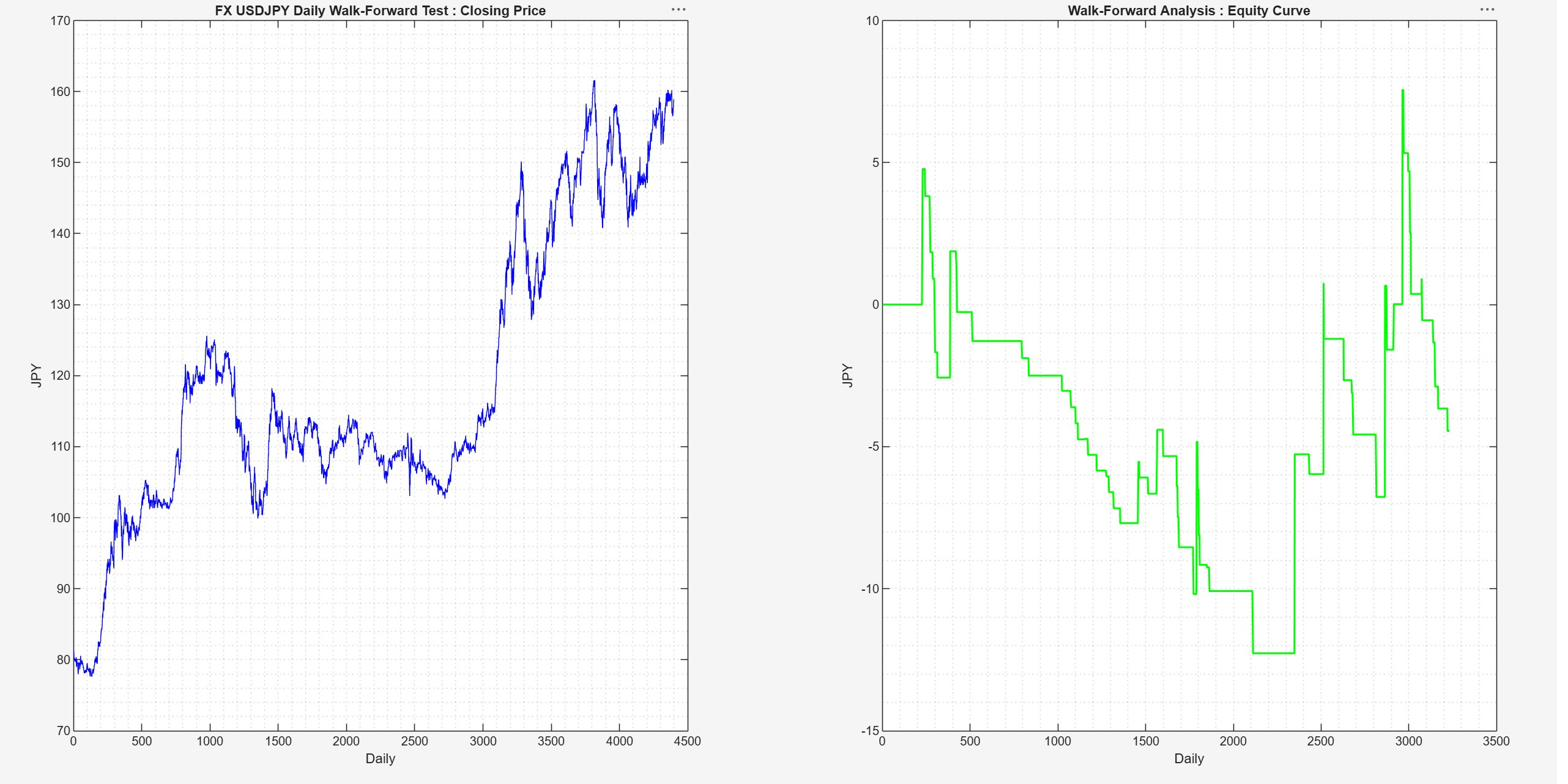 FX USDJPY Daily Walk-Forward Test : Closing Price
170
160
150
140
130
120
110
100
90
80
70
JPY
0 500 1000 1500 2000 2500 3000 3500 4000 4500
Daily
Walk-Forward Analysis : Equity Curve
10
5
0
-5
-10
-15
JPY
0 500 1000 1500 2000 2500 3000 3500
Daily